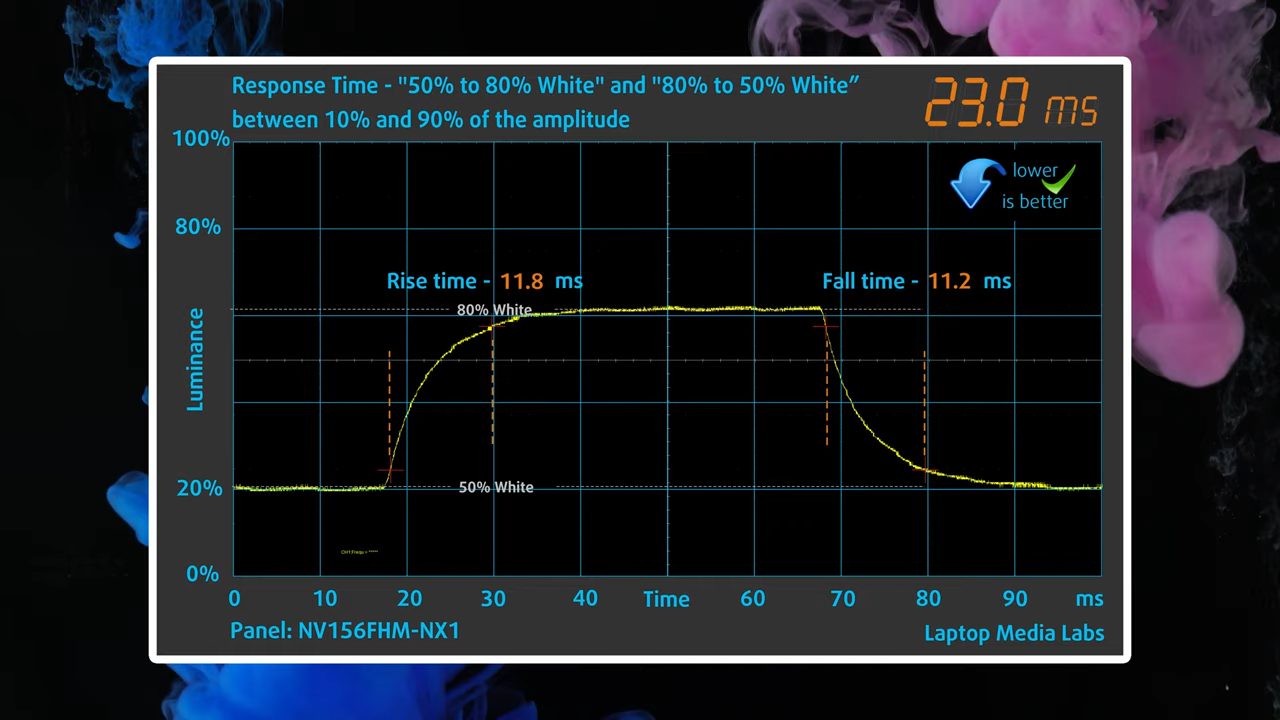 Response Time - "50% to 80% White" and "80% to 50% White”
between 10% and 90% of the amplitude
23.0 ms
100%
lower
is better
80%
Rise time - 11.8 ms
Fall time - 11.2 ms
80% White
Luminance
20%
50% White
0%
0 10 20 30 40 Time 60 70 80 90 ms
Panel: NV156FHM-NX1
Laptop Media Labs